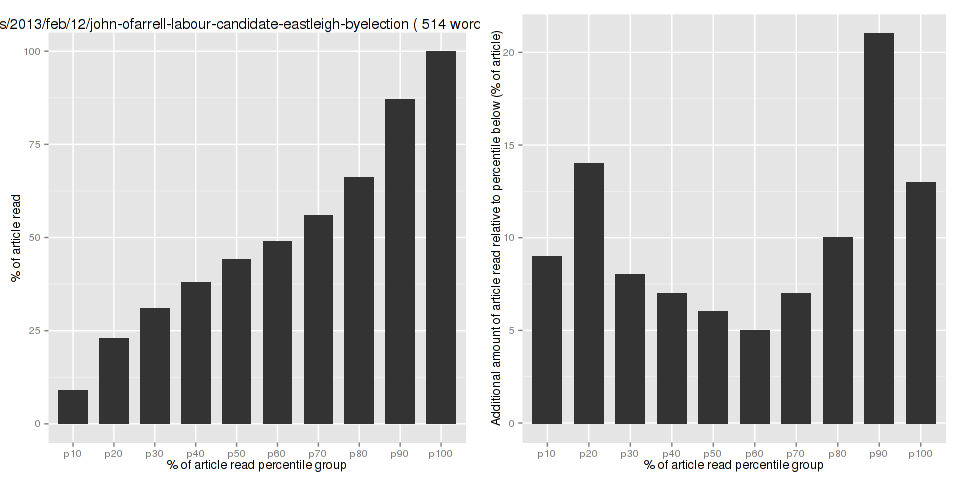 s/2013/feb/12/john-ofarrell-labour-candidate-eastleigh-byelection ( 514 word
% of article read
100
75
50
25
0
p10 p20 p30 p40 p50 p60 p70 p80 p90 p100
% of article read percentile group
Additional amount of article read relative to percentile below (% of article)
20
15
10
5
0
p10 p20 p30 p40 p50 p60 p70 p80 p90 p100
% of article read percentile group